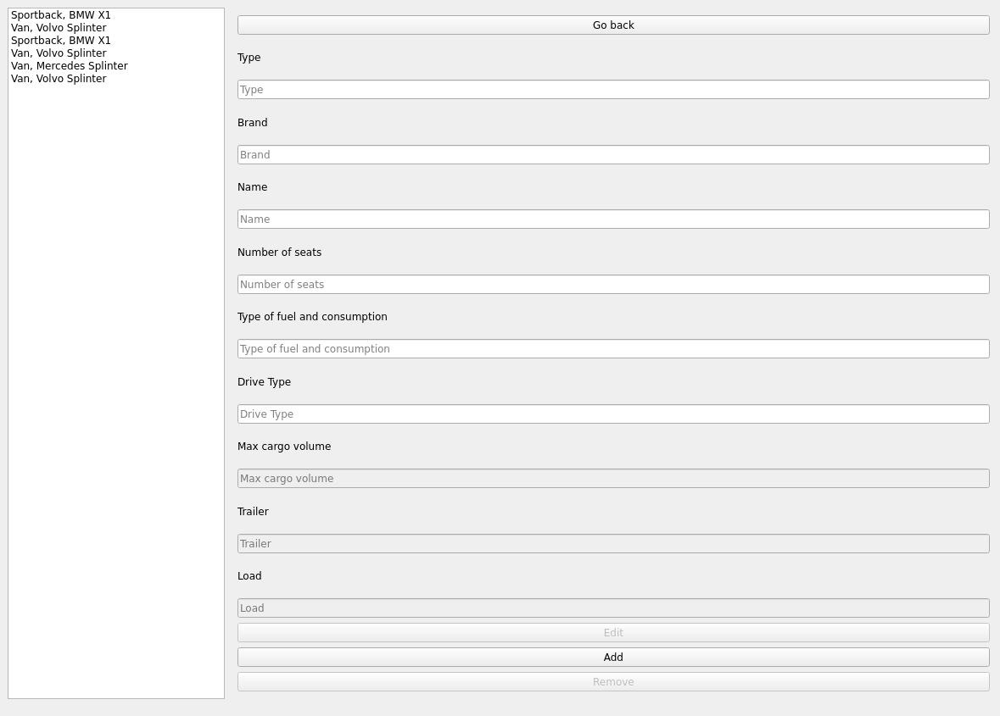 Sportback, BMW X1
Van, Volvo Splinter
Sportback, BMW X1
Van, Volvo Splinter
Van, Mercedes Splinter
Van, Volvo Splinter
Go back
Type
Type
Brand
Brand
Name
Name
Number of seats
Number of seats
Type of fuel and consumption
Type of fuel and consumption
Drive Type
Drive Type
Max cargo volume
Max cargo volume
Trailer
Trailer
Load
Load
Edit
Add
Remove